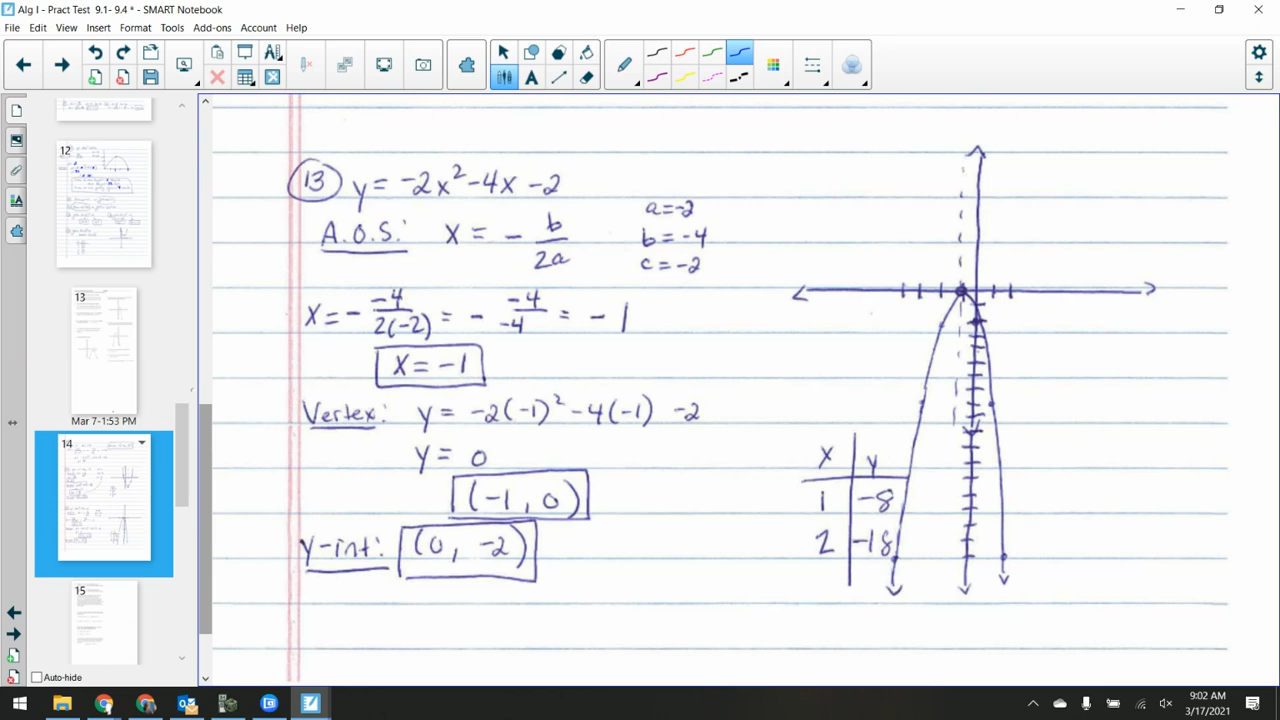 Alg I - Pract Test 9.1- 9.4 * - SMART Notebook
File Edit View Insert Format Tools Add-ons Account Help
12
13
Mar 7-1:53 PM
14
15
Auto-hide
13 y = -2x² -4x -2
A.O.S.: x = - b/2a
a = -2
b = -4
c = -2
x = - -4/2(-2) = - -4/-4 = - 1
x = -1
Vertex: y = -2(-1)² -4(-1) -2
y = 0
(-1, 0)
y-int: (0, -2)
x y
1 -8
2 -18
9:02 AM
3/17/2021